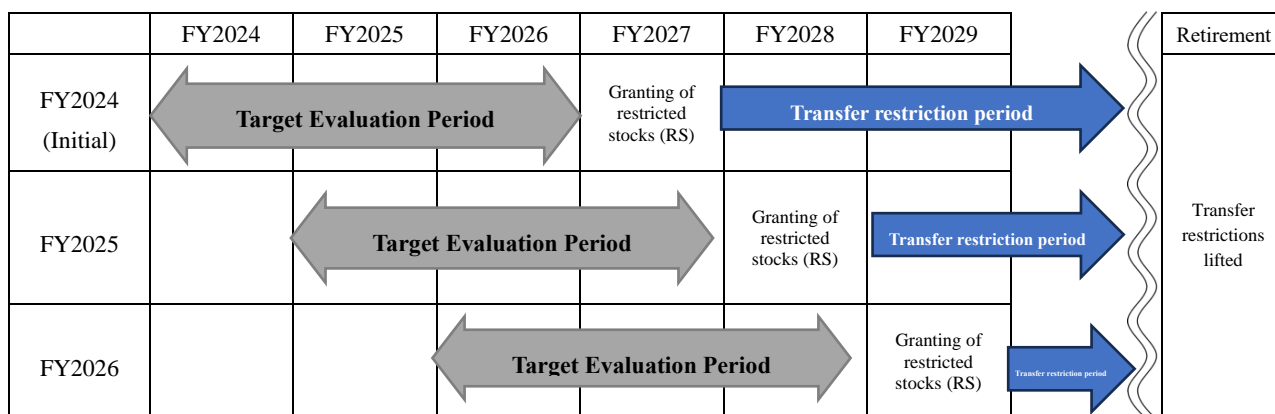 FY2024 FY2025 FY2026 FY2027 FY2028 FY2029 Retirement
FY2024
(Initial)
Target Evaluation Period
Granting of
restricted
stocks (RS)
Transfer restriction period
FY2025
Target Evaluation Period
Granting of
restricted
stocks (RS)
Transfer restriction period
Transfer
restrictions
lifted
FY2026
Target Evaluation Period
Granting of
restricted
stocks (RS)
Transfer restriction period